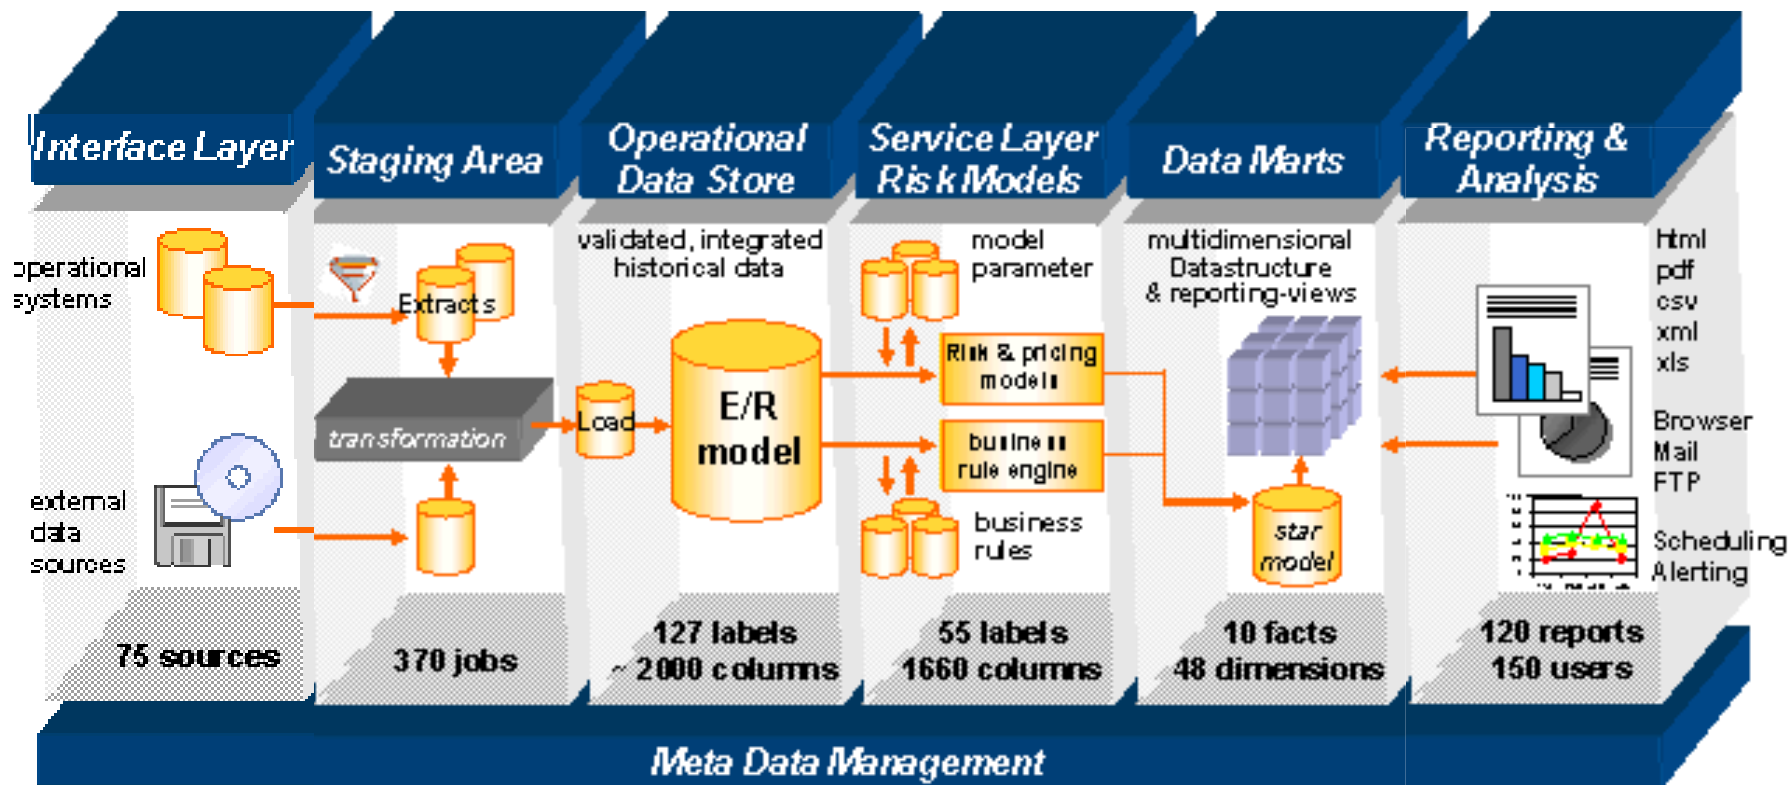 Interface Layer
Staging Area
Operational
Data Store
Service Layer
Risk Models
Data Marts
Reporting &
Analysis
operational
systems
external
data
sources
75 sources
Extracts
transformation
370 jobs
validated, integrated
historical data
Load
E/R
model
127 labels
~ 2000 columns
model
parameter
Risk & pricing
models
business
rule engine
business
rules
55 labels
1660 columns
multidimensional
Datastructure
& reporting-views
star
model
10 facts
48 dimensions
html
pdf
csv
xml
xls
Browser
Mail
FTP
Scheduling
Alerting
120 reports
150 users
Meta Data Management